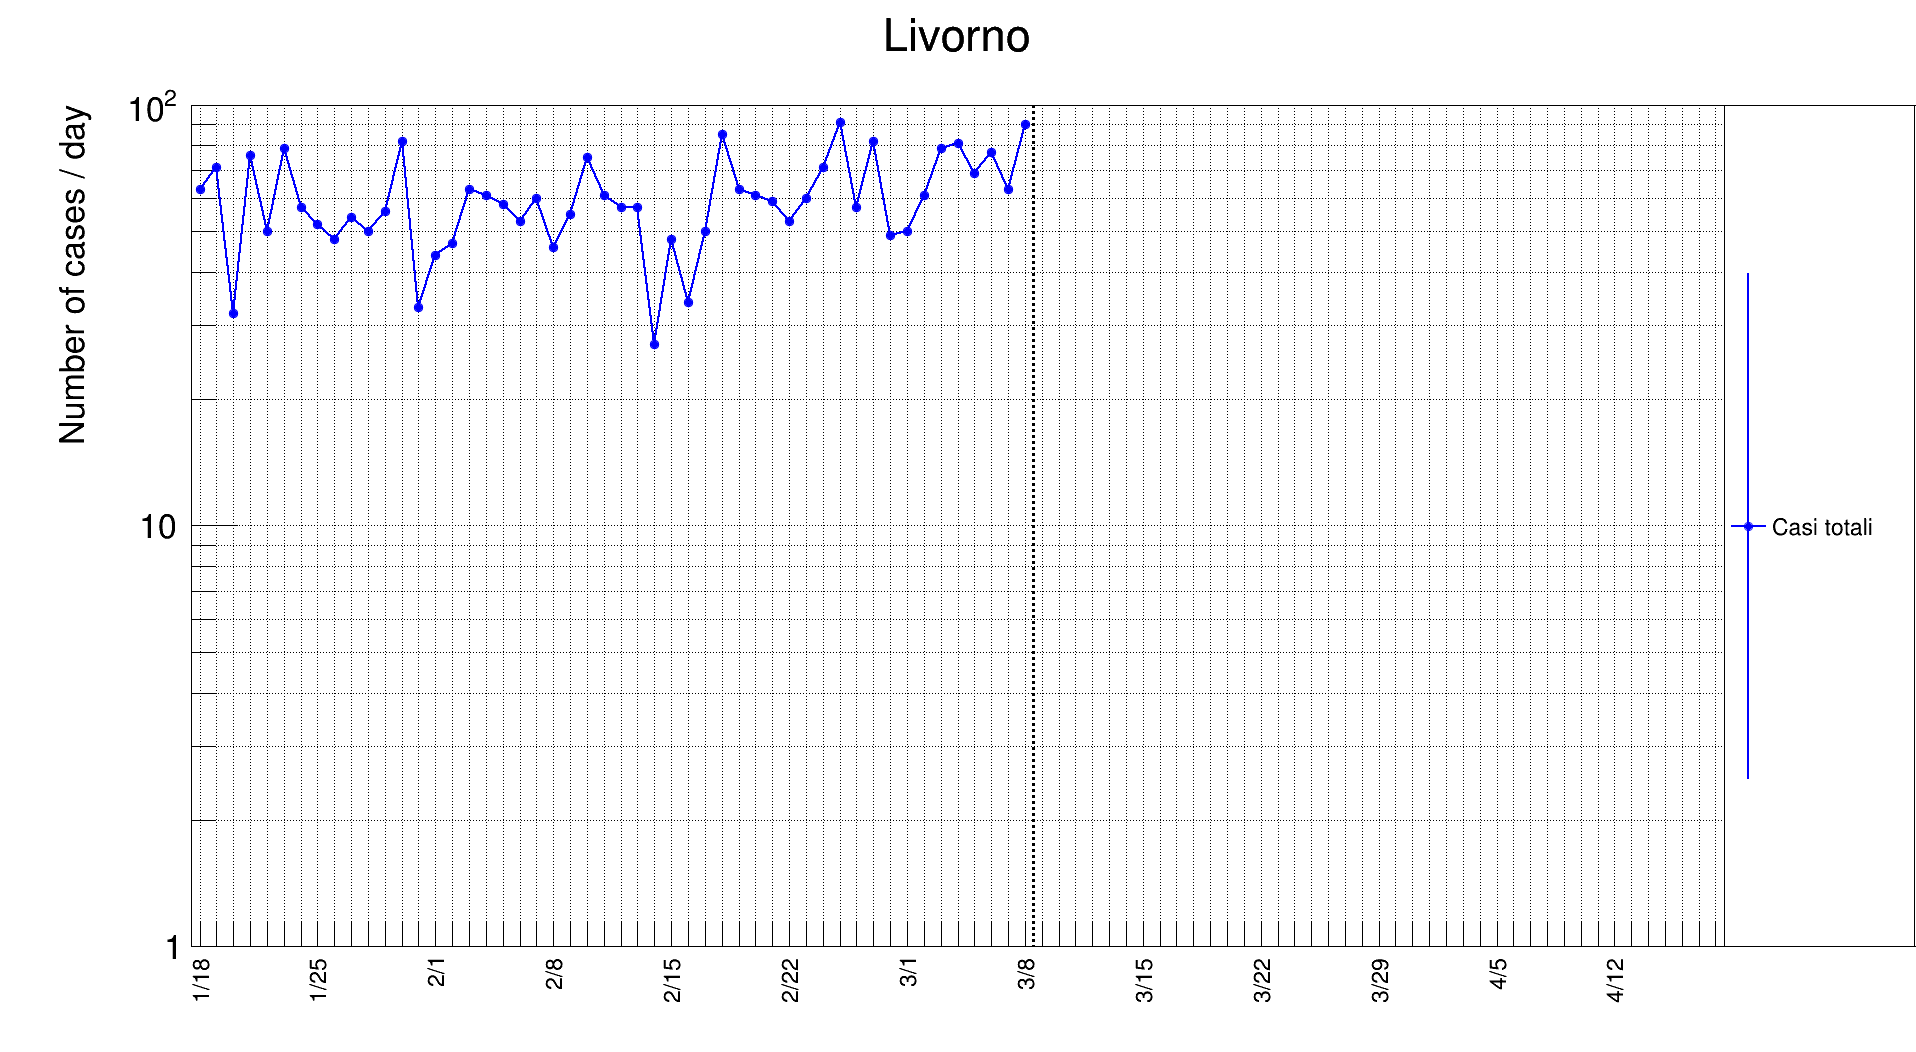 Livorno
Number of cases / day
10²
10
1
1/18 1/25 2/1 2/8 2/15 2/22 3/1 3/8 3/15 3/22 3/29 4/5 4/12
Casi totali